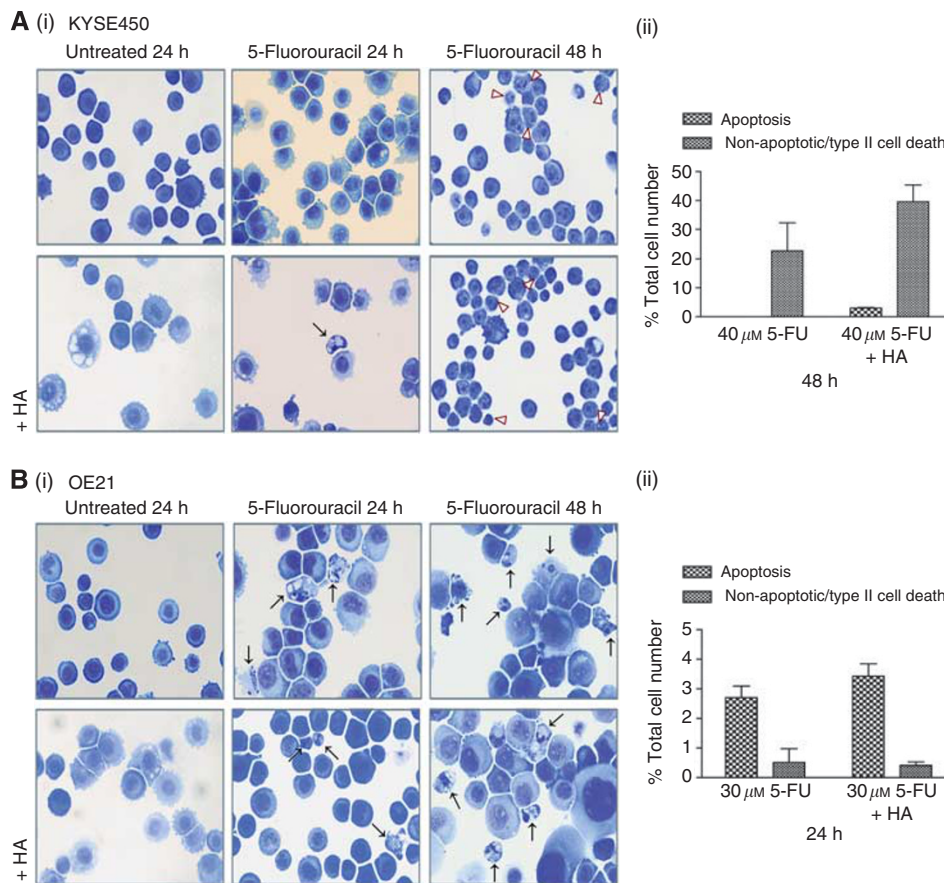 A (i) KYSE450
Untreated 24 h
5-Fluorouracil 24 h
5-Fluorouracil 48 h
+ HA
(ii)
Apoptosis
Non-apoptotic/type II cell death
% Total cell number
50
40
30
20
10
0
40 µM 5-FU
40 µM 5-FU
+ HA
48 h
B (i) OE21
Untreated 24 h
5-Fluorouracil 24 h
5-Fluorouracil 48 h
+ HA
(ii)
Apoptosis
Non-apoptotic/type II cell death
% Total cell number
5
4
3
2
1
0
30 µM 5-FU
30 µM 5-FU
+ HA
24 h